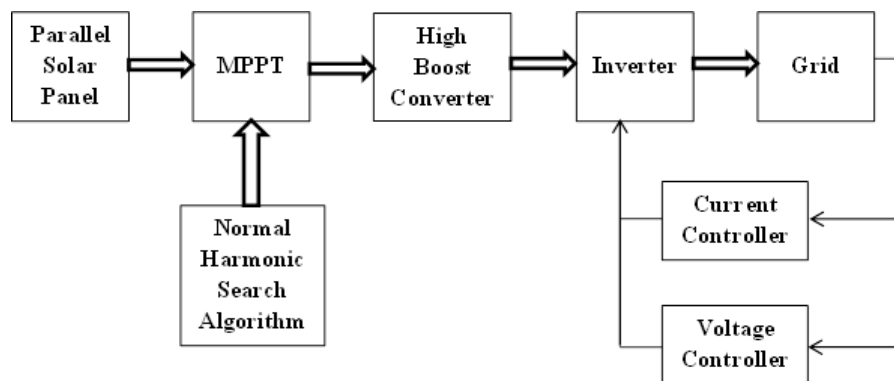 Parallel
Solar
Panel
MPPT
High
Boost
Converter
Inverter
Grid
Normal
Harmonic
Search
Algorithm
Current
Controller
Voltage
Controller